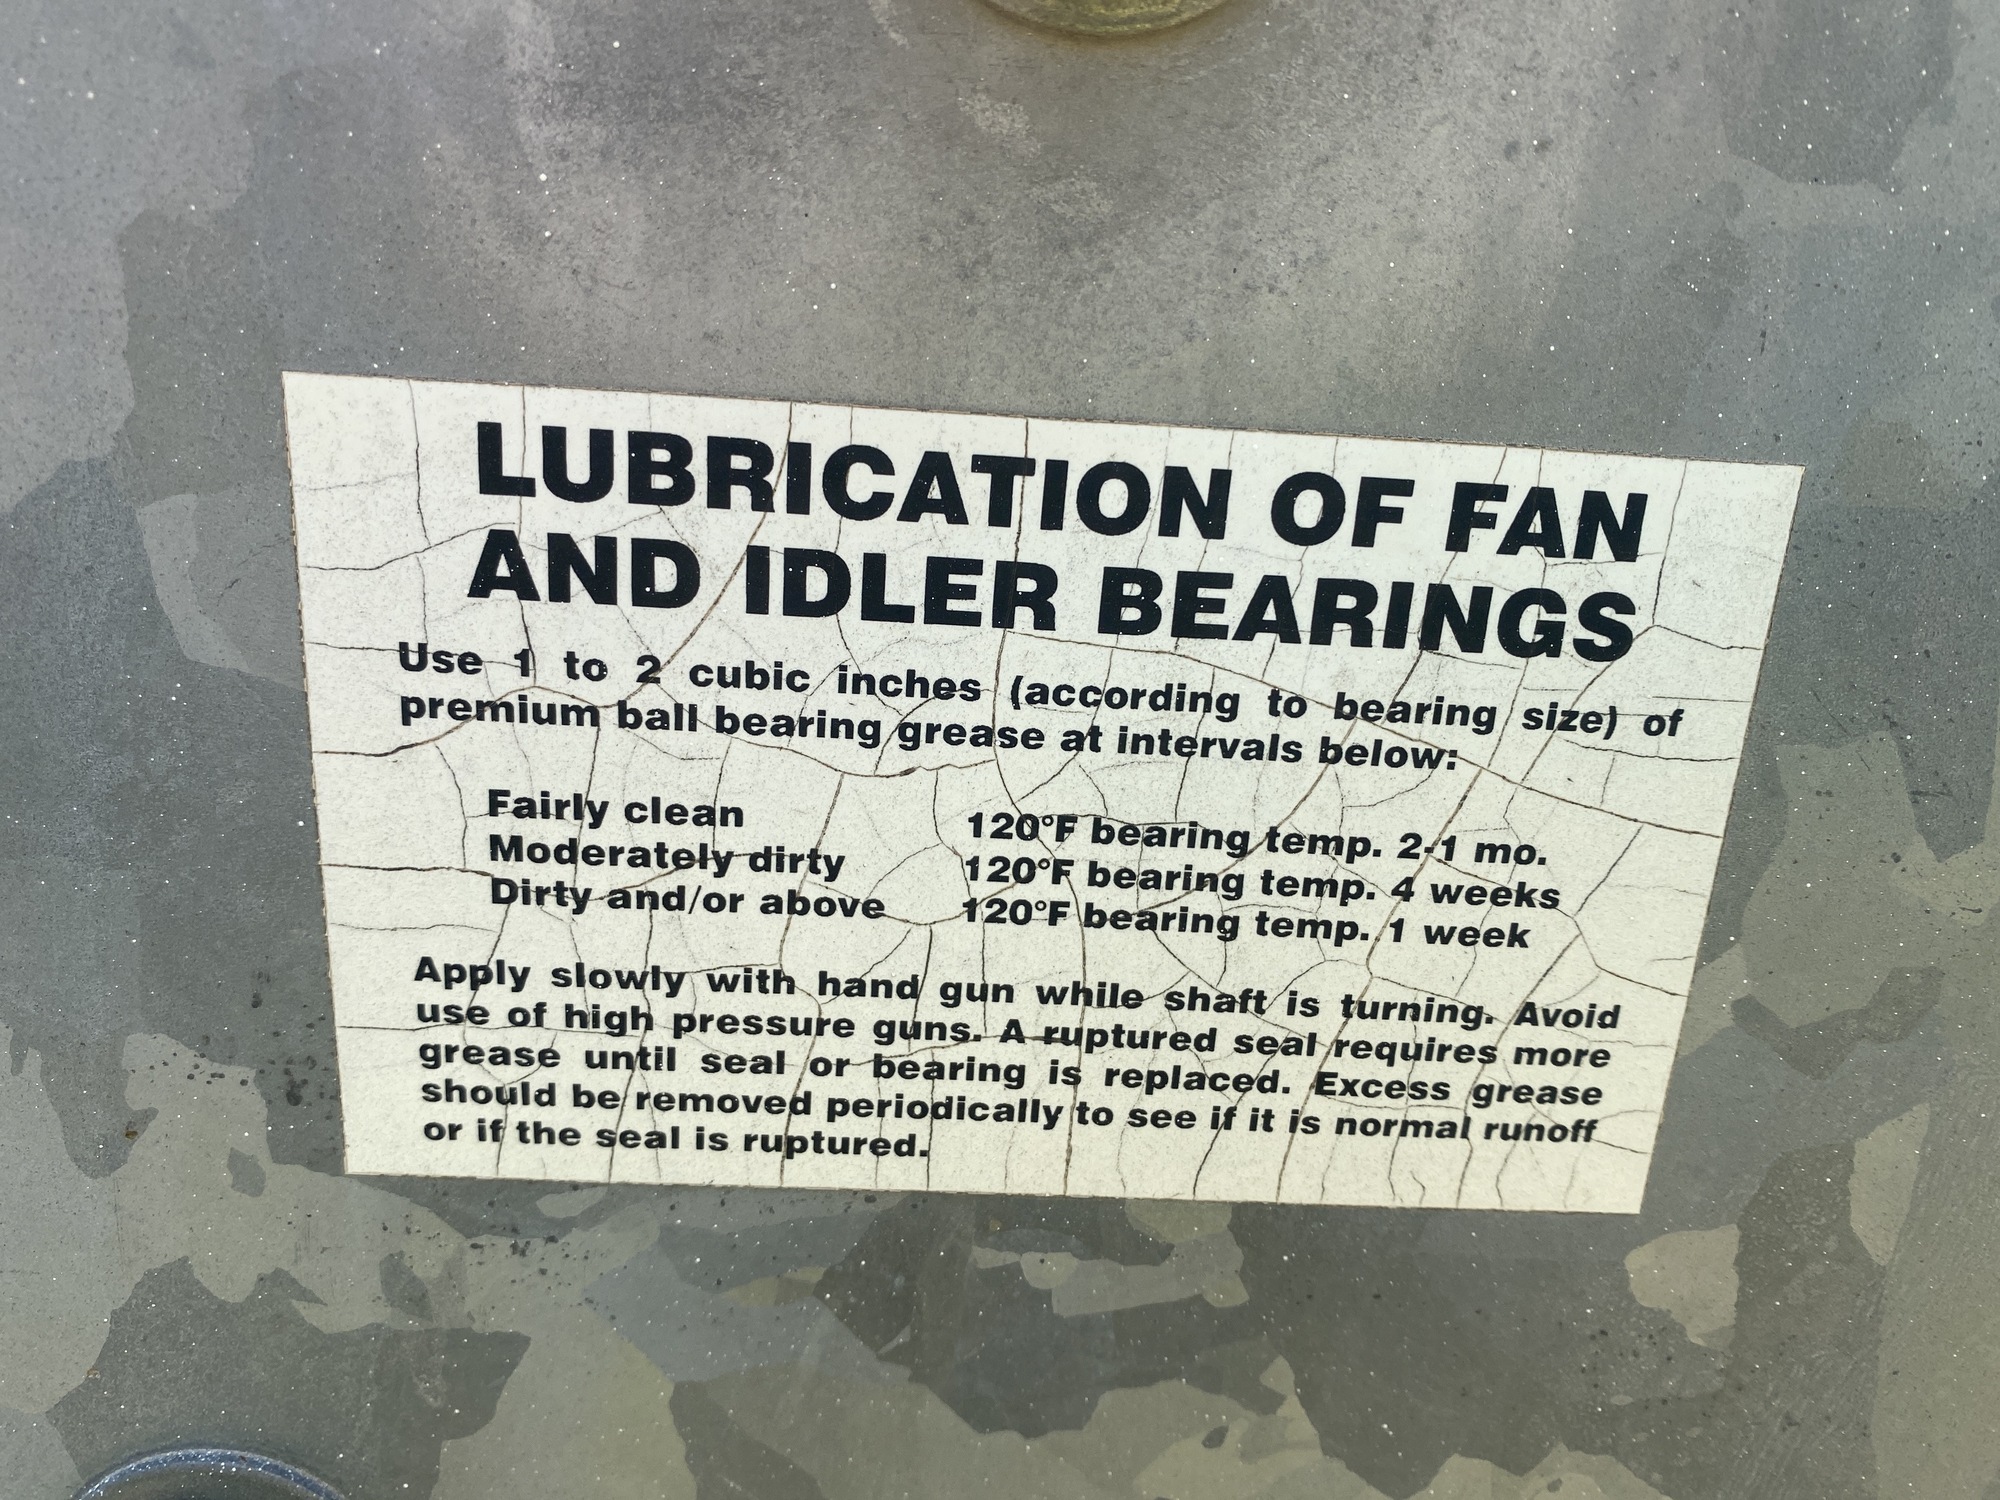 LUBRICATION OF FAN
AND IDLER BEARINGS
Use 1 to 2 cubic inches (according to bearing size) of
premium ball bearing grease at intervals below:
Fairly clean 120°F bearing temp. 2-1 mo.
Moderately dirty 120°F bearing temp. 4 weeks
Dirty and/or above 120°F bearing temp. 1 week
Apply slowly with hand gun while shaft is turning. Avoid
use of high pressure guns. A ruptured seal requires more
grease until seal or bearing is replaced. Excess grease
should be removed periodically to see if it is normal runoff
or if the seal is ruptured.